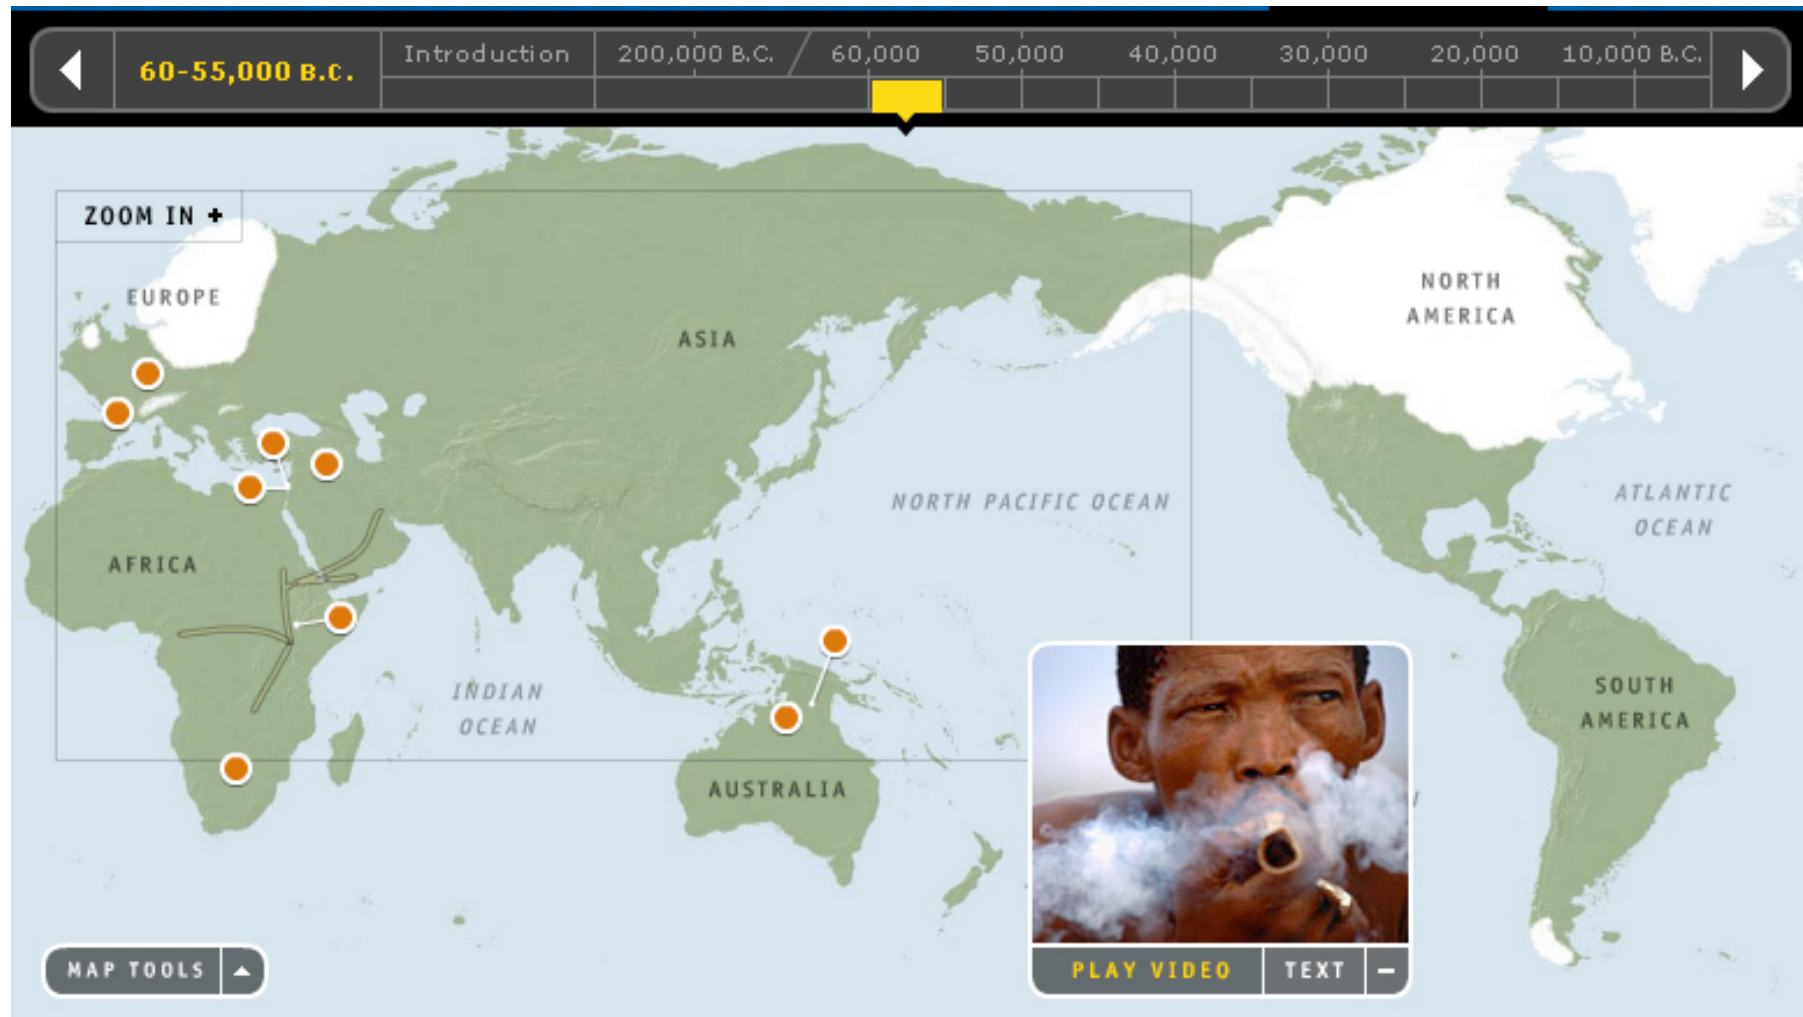 60-55,000 B.C.
Introduction
200,000 B.C.
60,000
50,000
40,000
30,000
20,000
10,000 B.C.
ZOOM IN +
EUROPE
ASIA
NORTH
AMERICA
NORTH PACIFIC OCEAN
ATLANTIC
OCEAN
AFRICA
INDIAN
OCEAN
SOUTH
AMERICA
AUSTRALIA
MAP TOOLS
PLAY VIDEO
TEXT